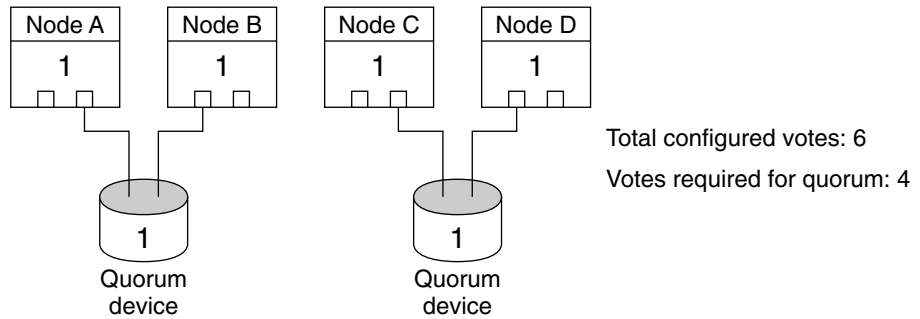 Node A
Node B
Node C
Node D
1
1
1
1
Total configured votes: 6
Votes required for quorum: 4
1
1
Quorum
device
Quorum
device